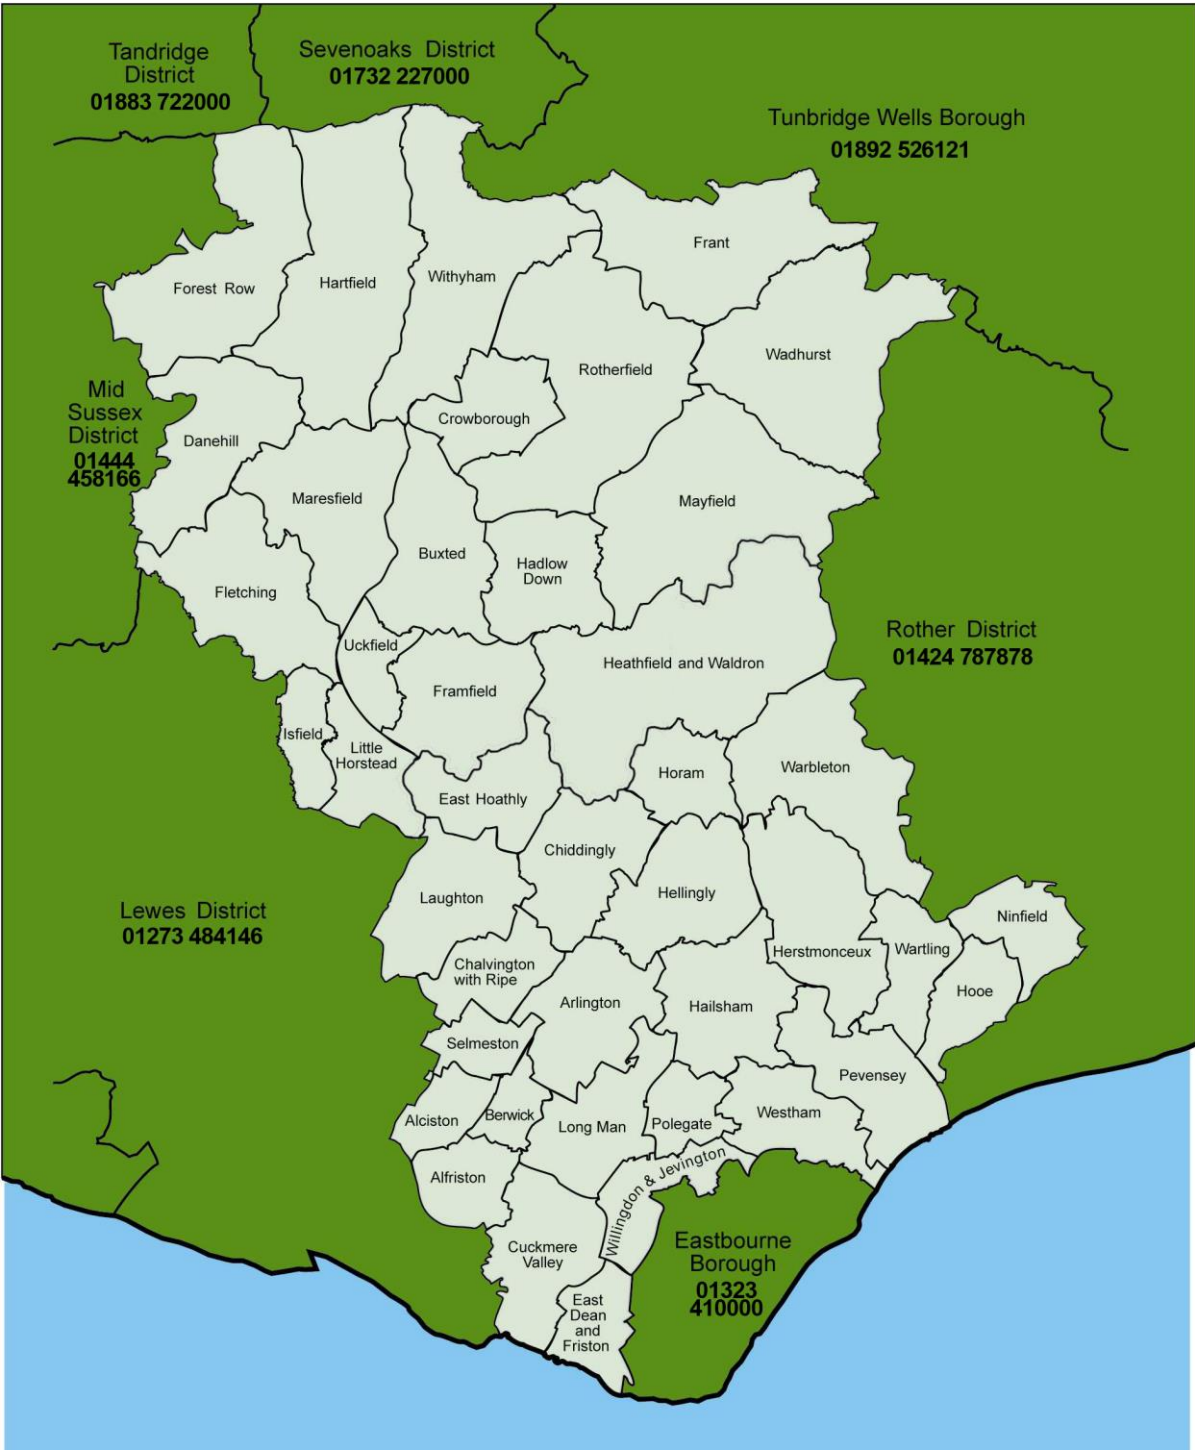 Tandridge
District
01883 722000
Sevenoaks District
01732 227000
Tunbridge Wells Borough
01892 526121
Frant
Forest Row
Hartfield
Withyham
Wadhurst
Rotherfield
Mid
Sussex
District
01444
458166
Crowborough
Danehill
Maresfield
Mayfield
Buxted
Hadlow
Down
Fletching
Uckfield
Rother District
01424 787878
Heathfield and Waldron
Framfield
Isfield
Little
Horstead
Horam
Warbleton
East Hoathly
Chiddingly
Laughton
Hellingly
Lewes District
01273 484146
Ninfield
Herstmonceux
Wartling
Chalvington
with Ripe
Hooe
Arlington
Hailsham
Selmeston
Pevensey
Alciston
Berwick
Long Man
Polegate
Westham
Alfriston
Willingdon & Jevington
Cuckmere
Valley
Eastbourne
Borough
01323
410000
East
Dean
and
Friston